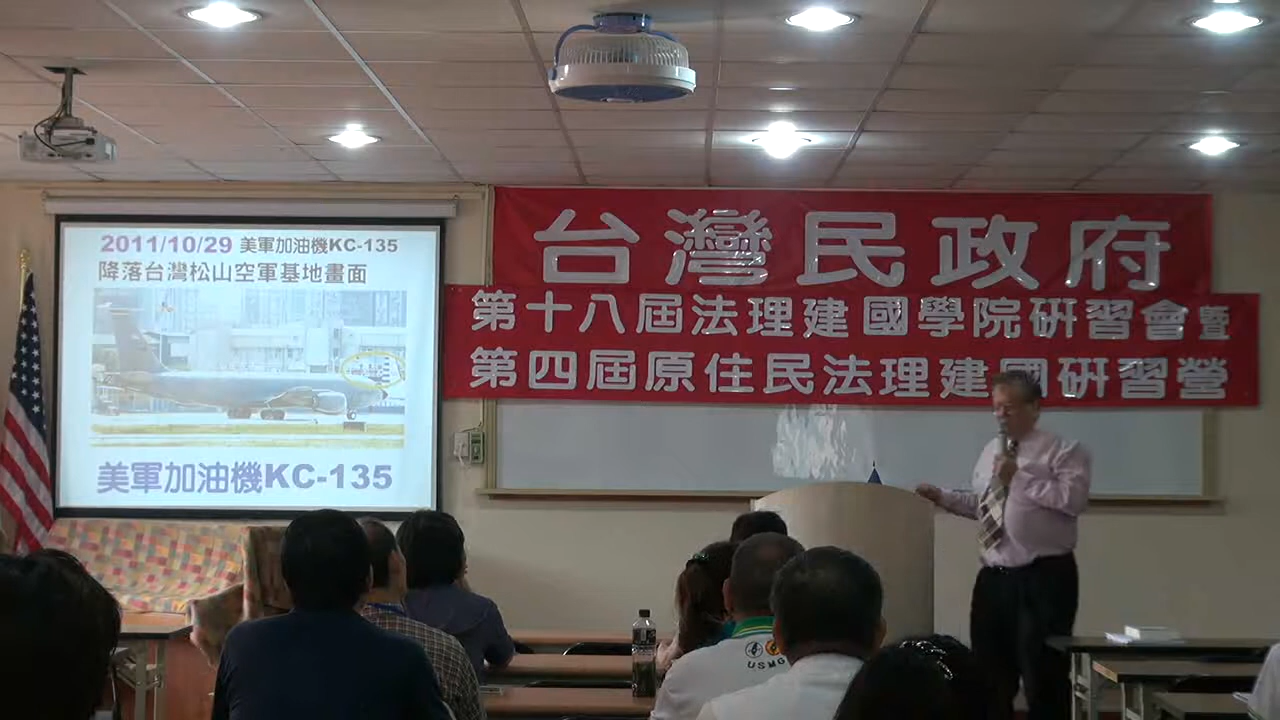 2011/10/29 美軍加油機KC-135
降落台灣松山空軍基地畫面
美軍加油機KC-135
台灣民政府
第十八屆法理建國學院研習會暨
第四屆原住民法理建國研習營
USMG